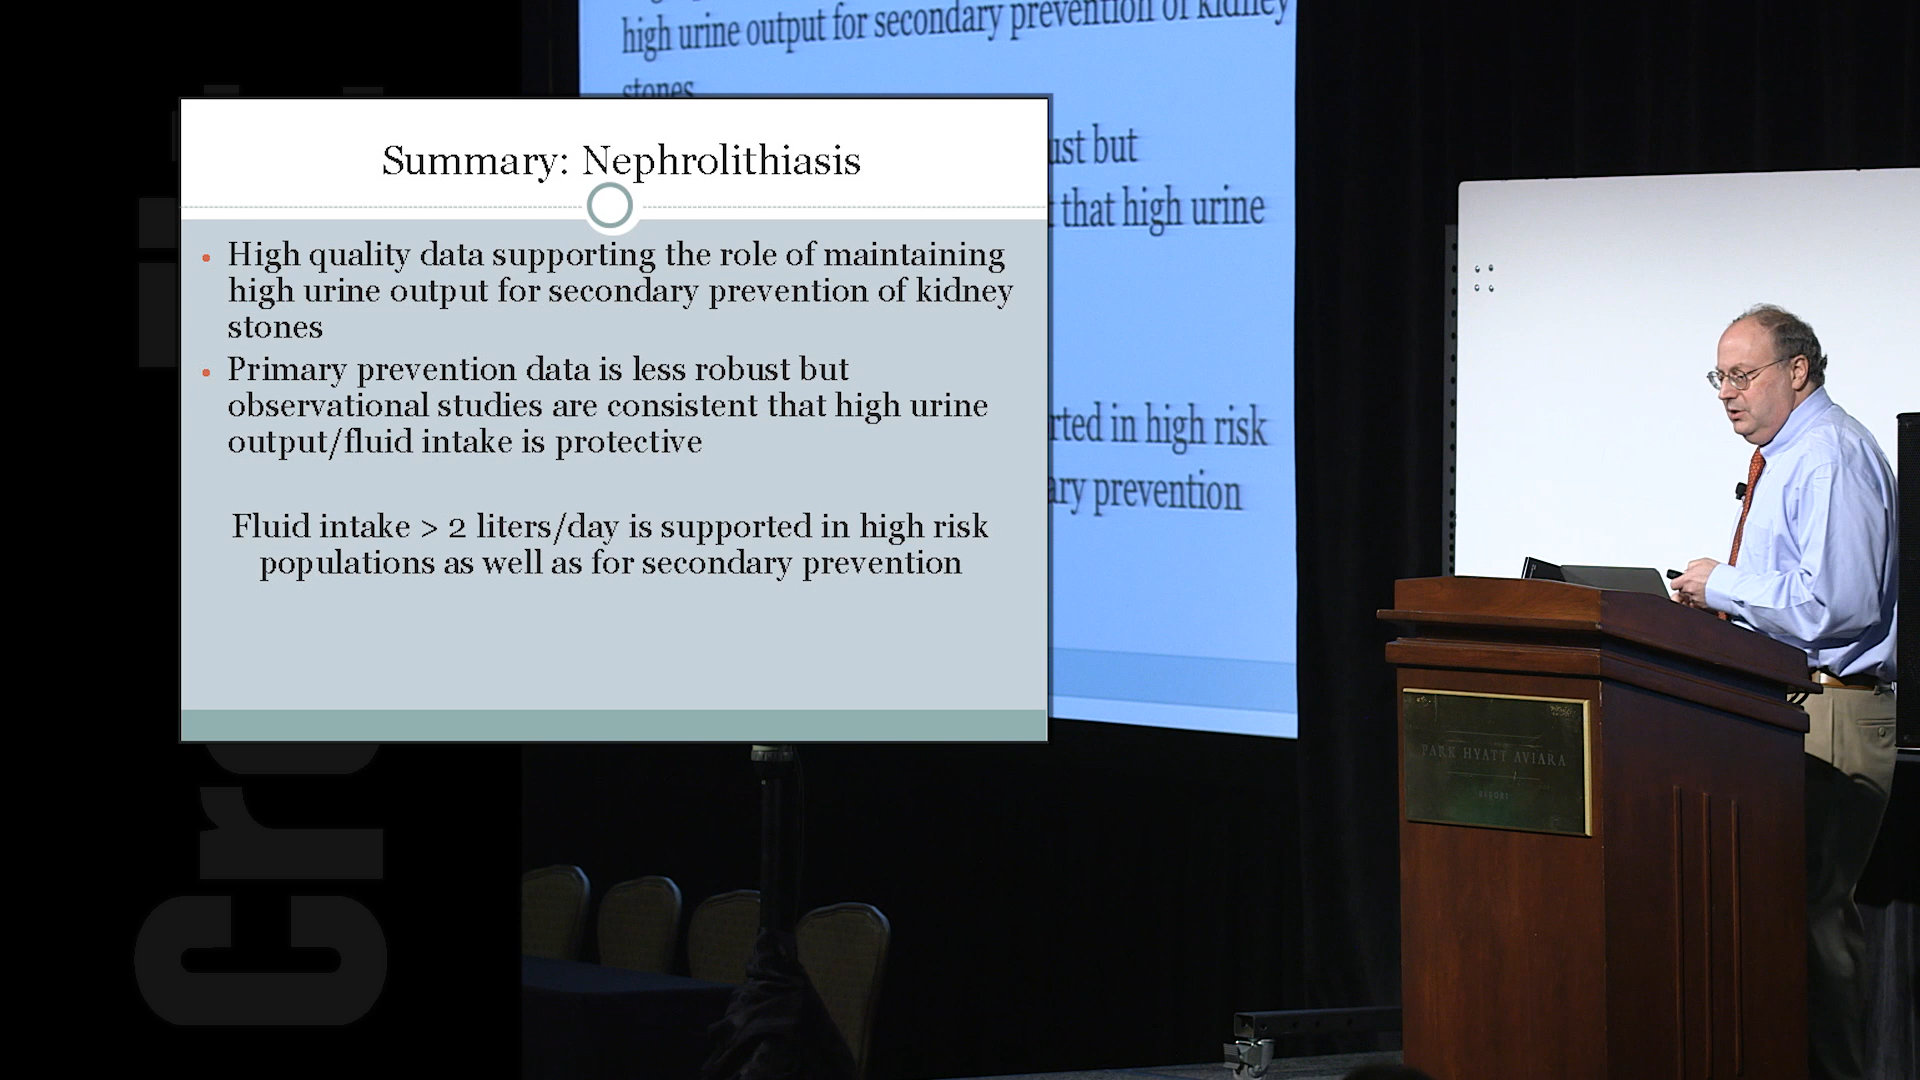 Summary: Nephrolithiasis
• High quality data supporting the role of maintaining
high urine output for secondary prevention of kidney
stones
• Primary prevention data is less robust but
observational studies are consistent that high urine
output/fluid intake is protective
Fluid intake > 2 liters/day is supported in high risk
populations as well as for secondary prevention
high urine output for secondary prevention of kidney
stones
ust but
that high urine
rted in high risk
ary prevention
PARK HYATT AVIARA
RESORT